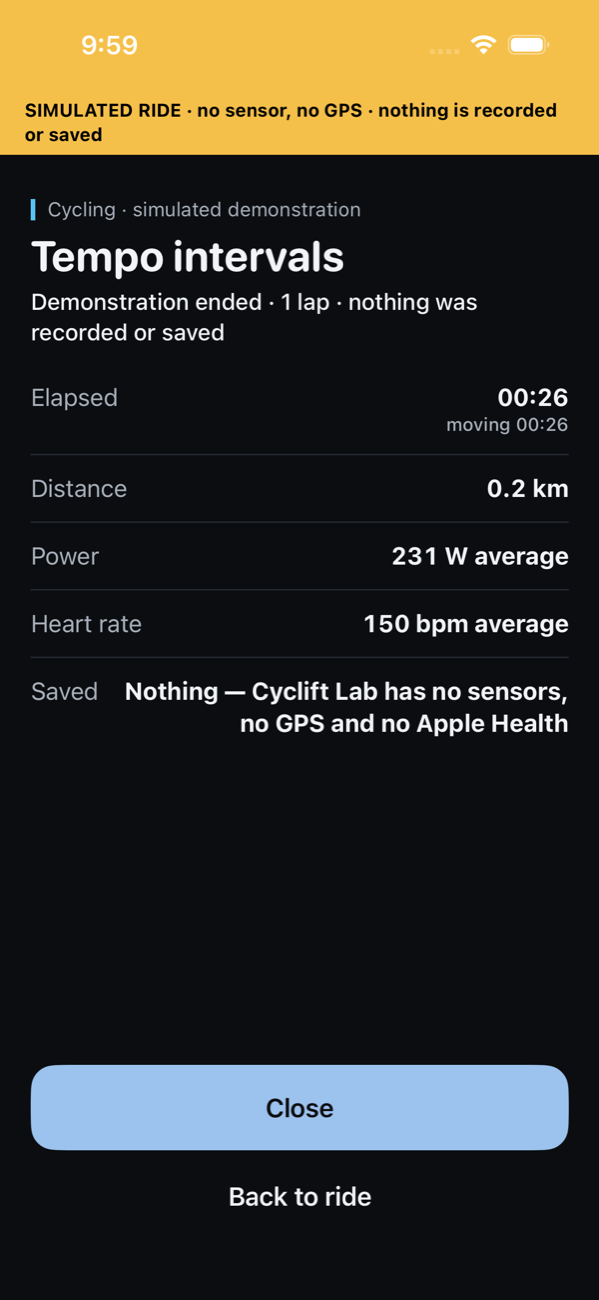 9:59
SIMULATED RIDE · no sensor, no GPS · nothing is recorded
or saved
Cycling · simulated demonstration
Tempo intervals
Demonstration ended · 1 lap · nothing was
recorded or saved
Elapsed 00:26
moving 00:26
Distance 0.2 km
Power 231 W average
Heart rate 150 bpm average
Saved Nothing — Cyclift Lab has no sensors,
no GPS and no Apple Health
Close
Back to ride